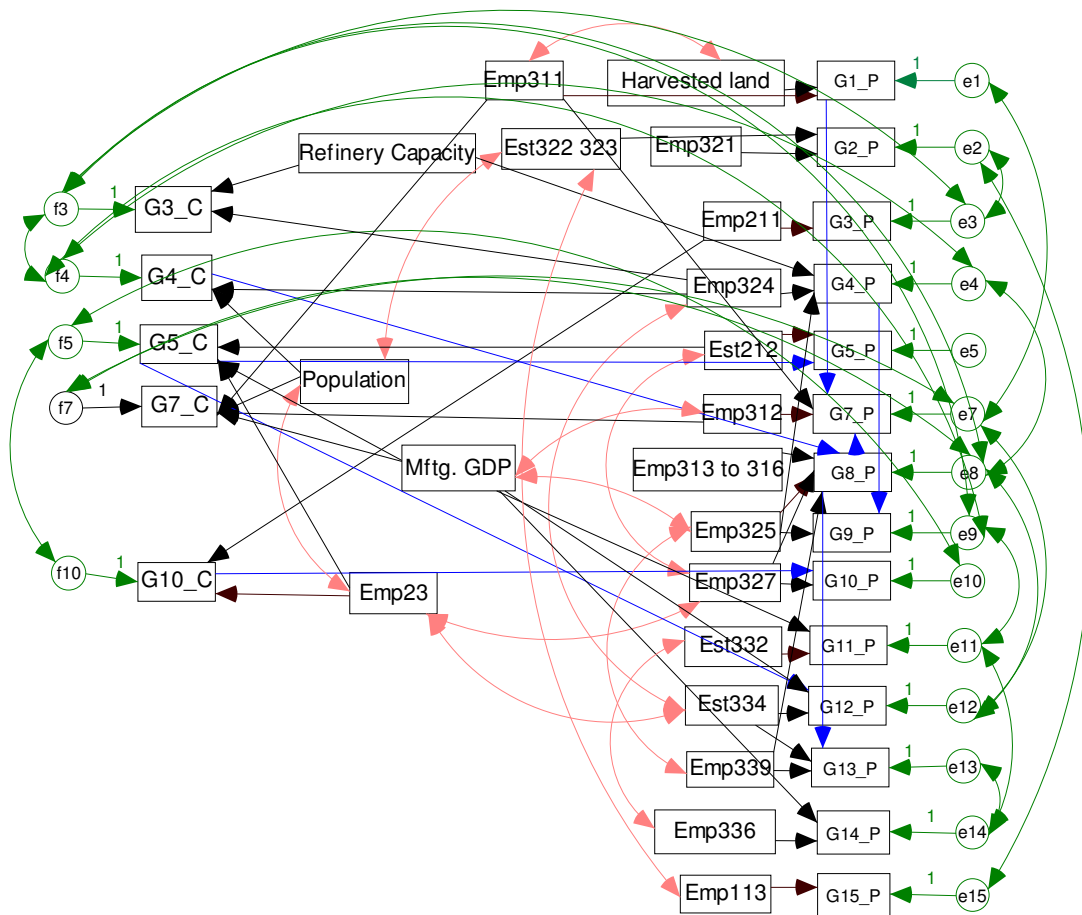 Emp311
Harvested land
G1_P
1
e1
Refinery Capacity
Est322 323
Emp321
G2_P
1
e2
f3
1
G3_C
Emp211
G3_P
1
e3
f4
1
G4_C
Emp324
G4_P
1
e4
f5
1
G5_C
Est212
G5_P
1
e5
Population
f7
1
G7_C
Emp312
G7_P
1
e7
Mftg. GDP
Emp313 to 316
G8_P
1
e8
Emp325
G9_P
1
e9
f10
1
G10_C
Emp23
Emp327
G10_P
1
e10
Est332
G11_P
1
e11
Est334
G12_P
1
e12
Emp339
G13_P
1
e13
Emp336
G14_P
1
e14
Emp113
G15_P
1
e15